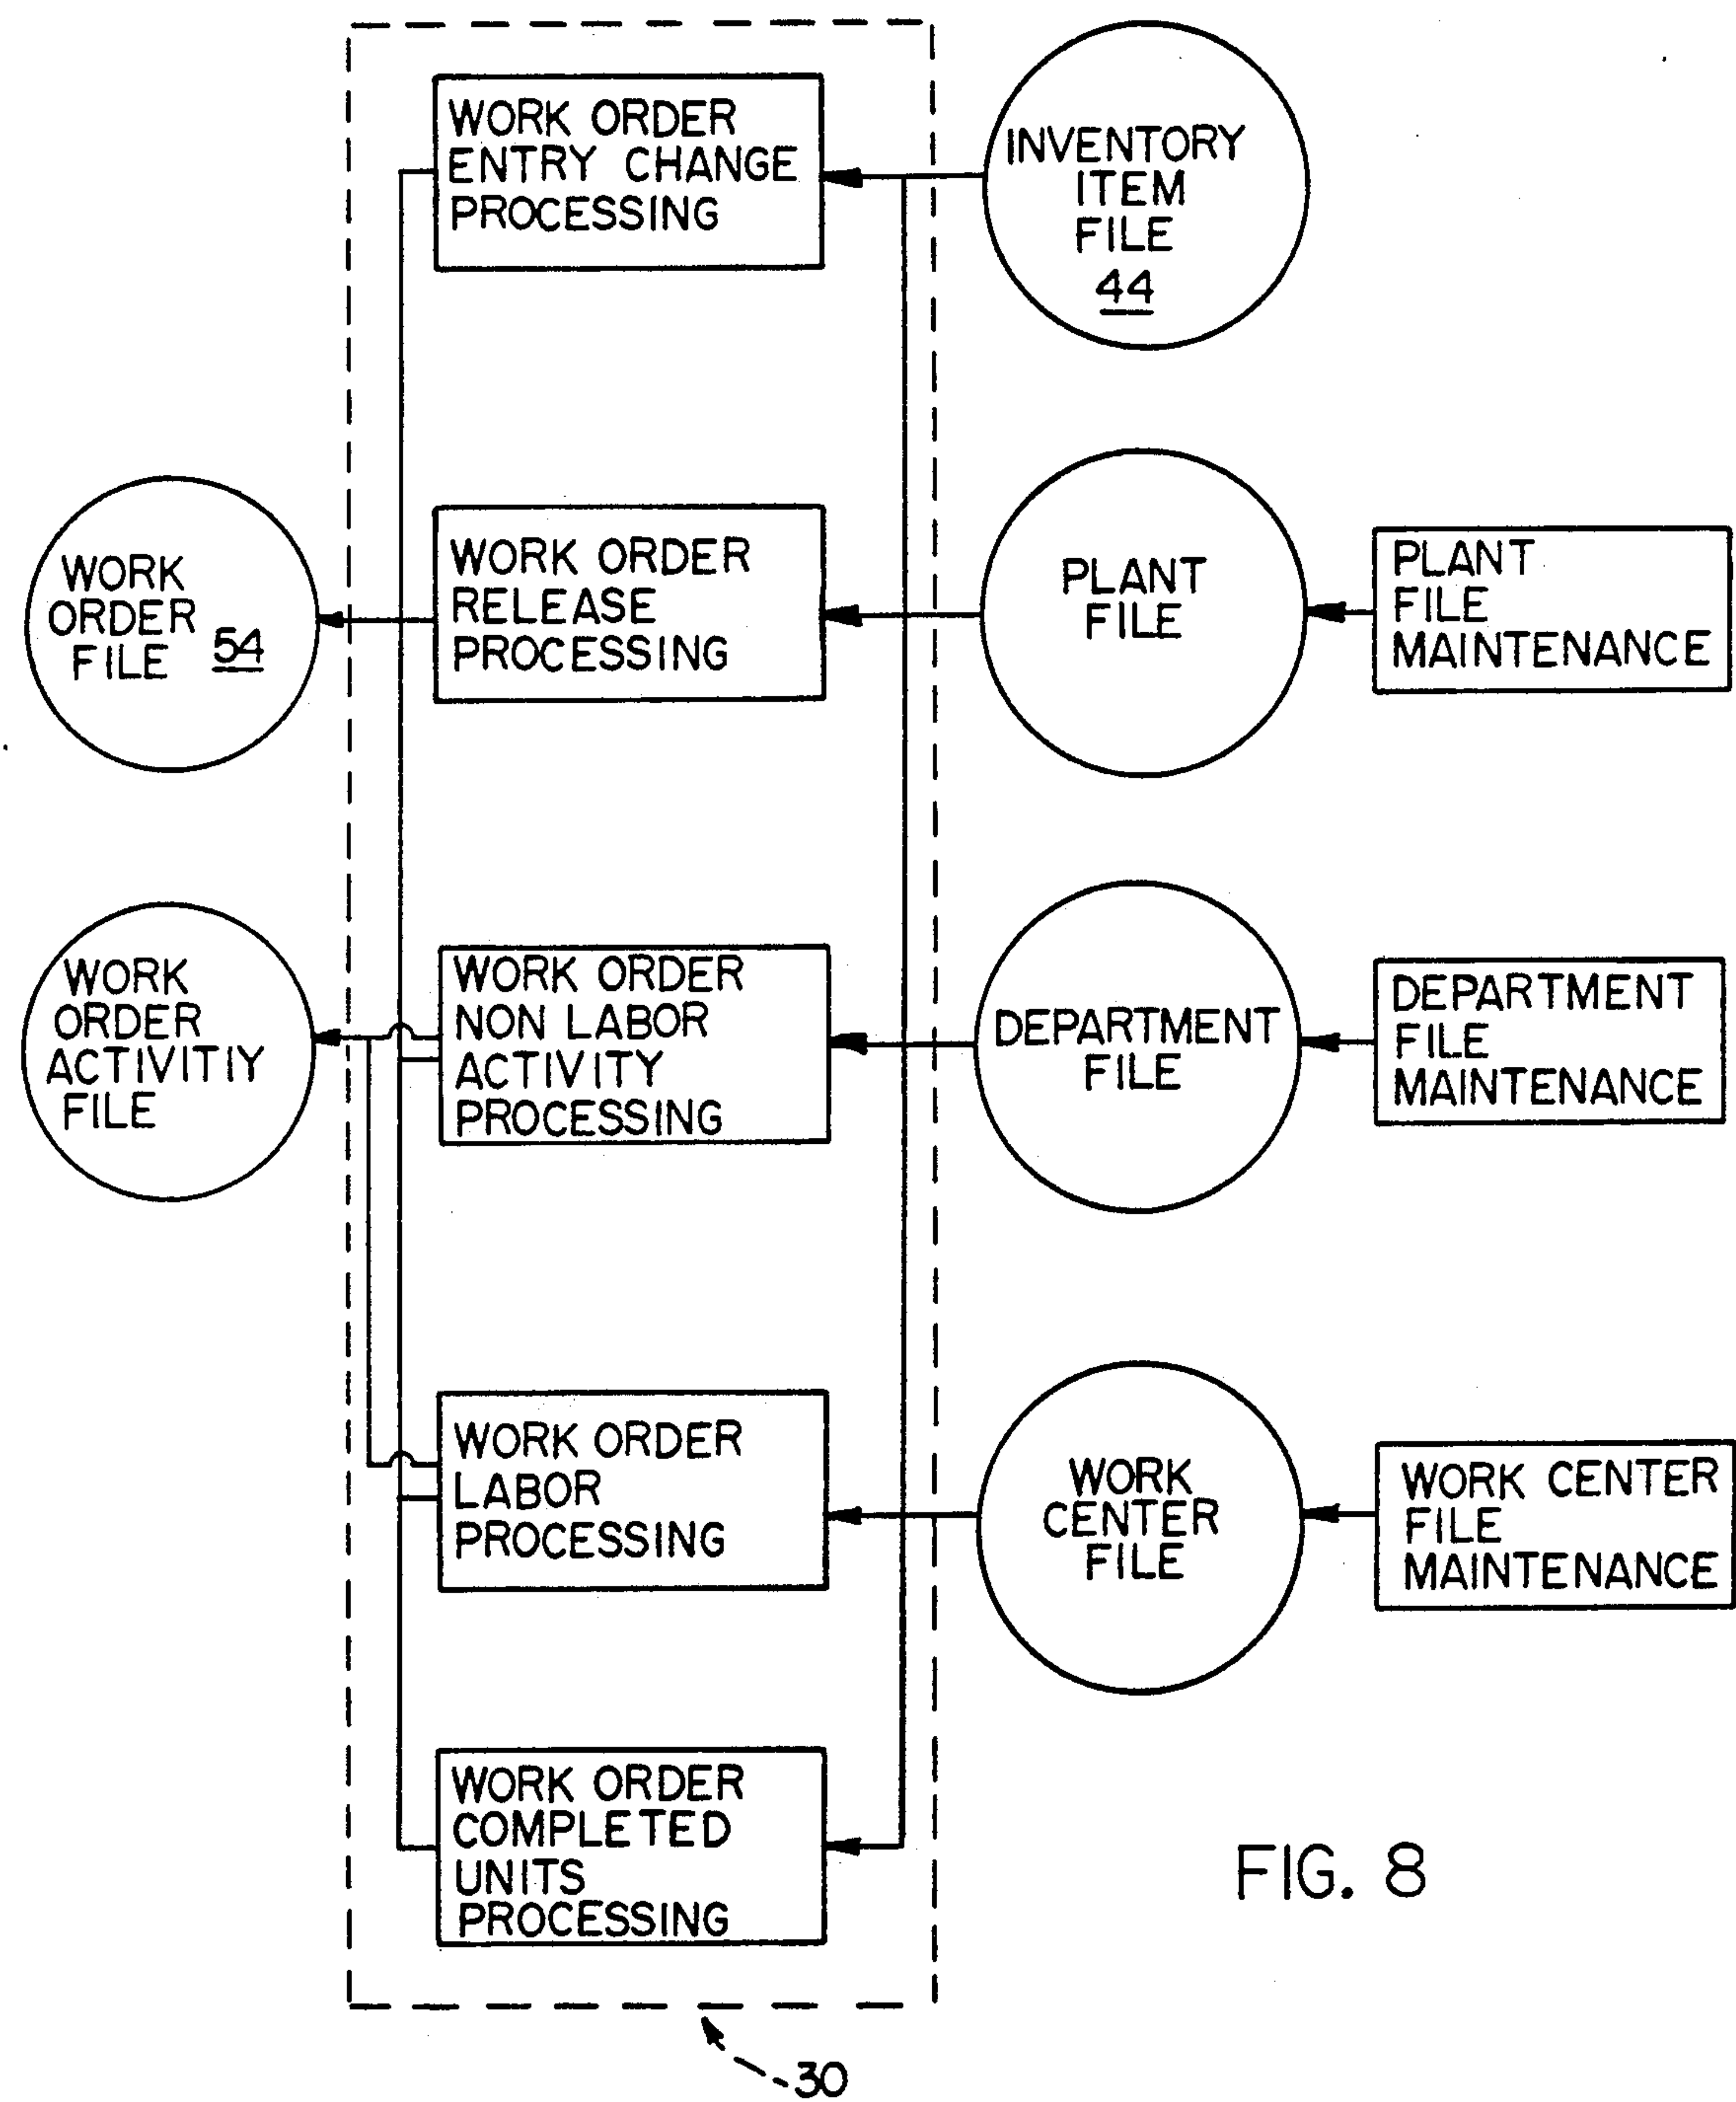 WORK ORDER
ENTRY CHANGE
PROCESSING
INVENTORY
ITEM
FILE
44
WORK
ORDER
FILE
54
WORK ORDER
RELEASE
PROCESSING
PLANT
FILE
PLANT
FILE
MAINTENANCE
WORK
ORDER
ACTIVITIY
FILE
WORK ORDER
NON LABOR
ACTIVITY
PROCESSING
DEPARTMENT
FILE
DEPARTMENT
FILE
MAINTENANCE
WORK ORDER
LABOR
PROCESSING
WORK
CENTER
FILE
WORK CENTER
FILE
MAINTENANCE
WORK ORDER
COMPLETED
UNITS
PROCESSING
FIG. 8
30